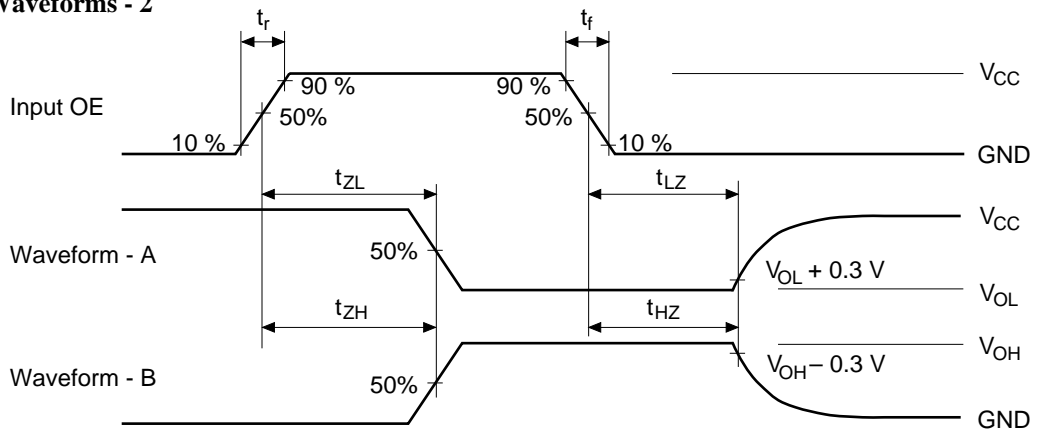 Waveforms - 2
tr
tf
Input OE
90 %
90 %
VCC
50%
50%
10 %
10 %
GND
tZL
tLZ
VCC
Waveform - A
50%
VOL + 0.3 V
VOL
tZH
tHZ
VOH
VOH – 0.3 V
Waveform - B
50%
GND